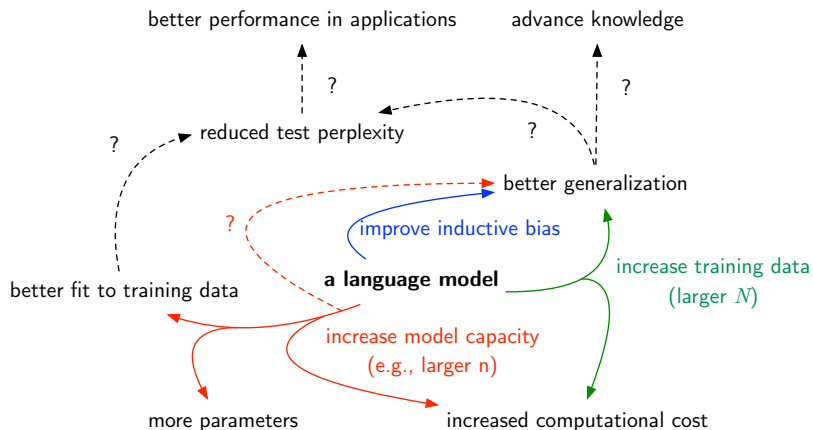 better performance in applications
advance knowledge
?
?
?
?
reduced test perplexity
better generalization
?
improve inductive bias
a language model
increase training data
(larger N)
better fit to training data
increase model capacity
(e.g., larger n)
more parameters
increased computational cost